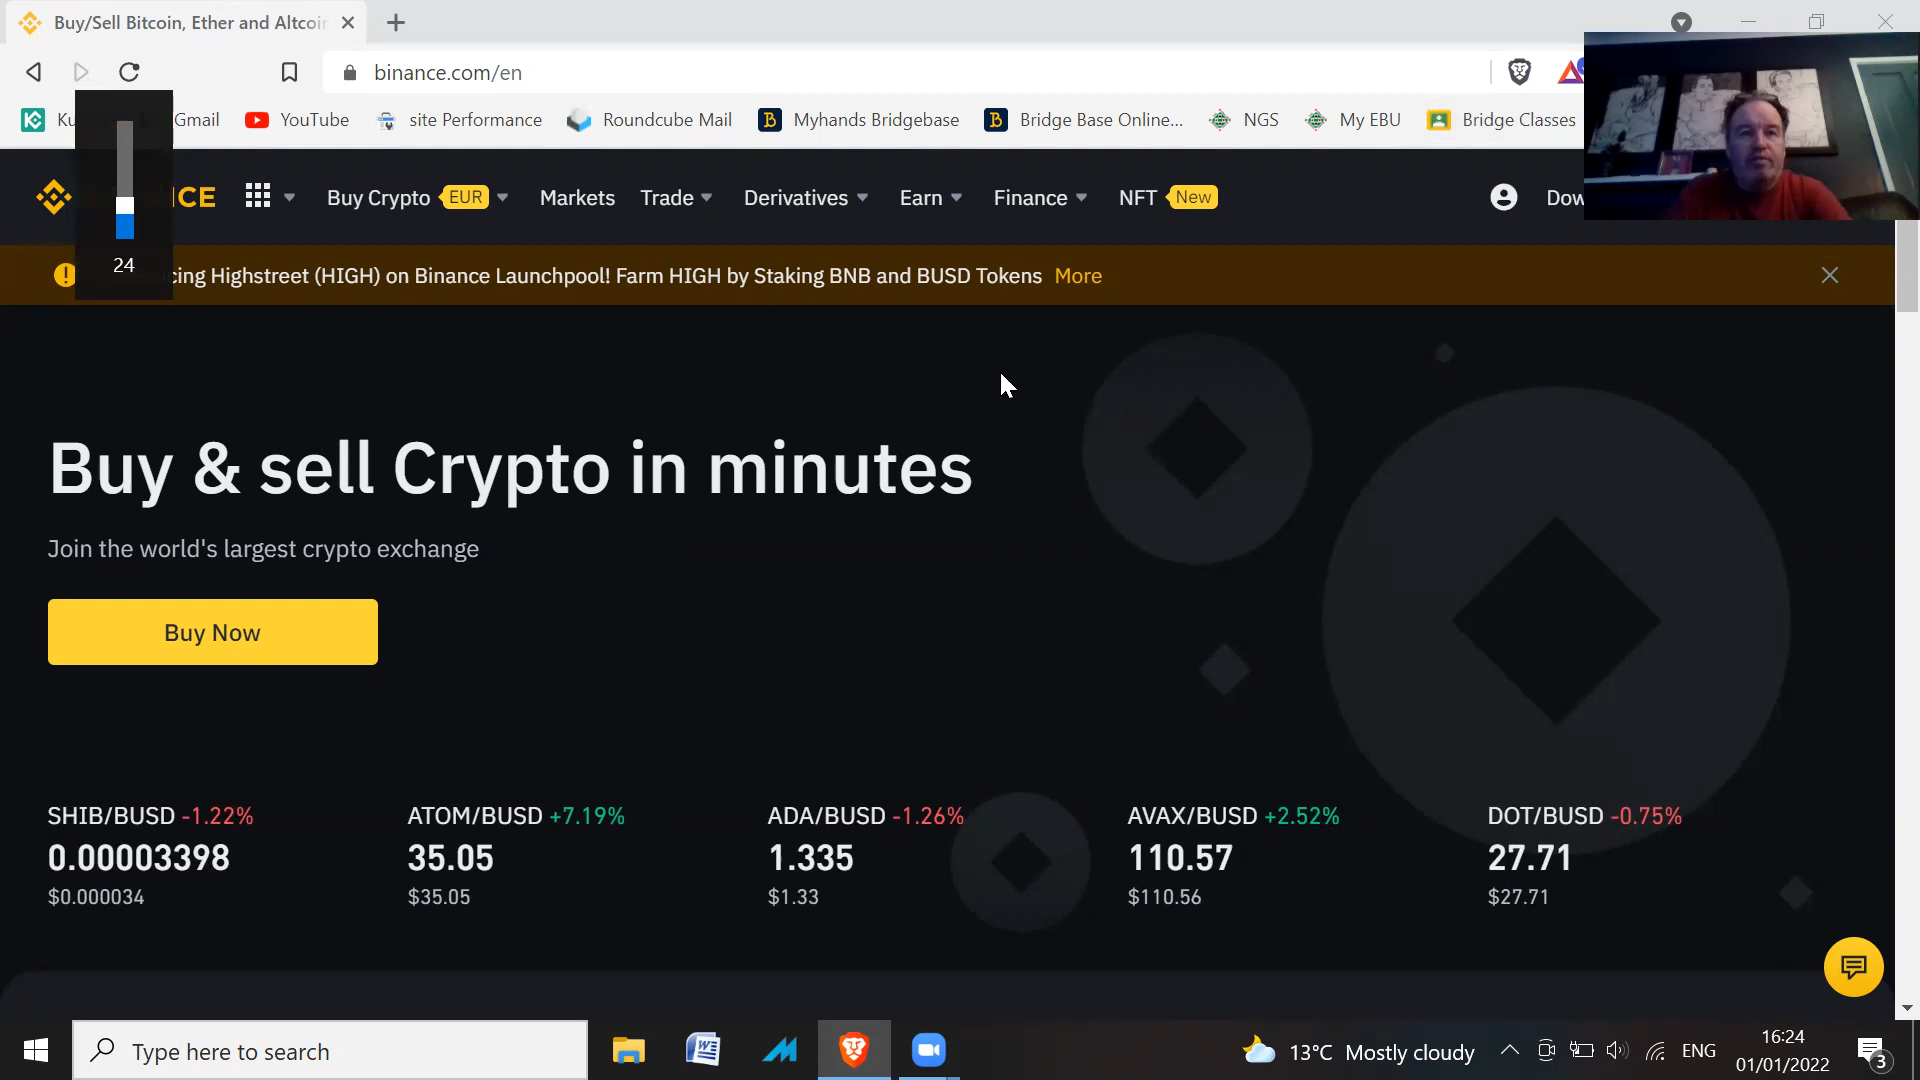 Buy/Sell Bitcoin, Ether and Altcoin
binance.com/en
Gmail
YouTube
site Performance
Roundcube Mail
Myhands Bridgebase
Bridge Base Online...
NGS
My EBU
Bridge Classes
24
Buy Crypto EUR
Markets
Trade
Derivatives
Earn
Finance
NFT New
Highstreet (HIGH) on Binance Launchpool! Farm HIGH by Staking BNB and BUSD Tokens More
Buy & sell Crypto in minutes
Join the world's largest crypto exchange
Buy Now
SHIB/BUSD -1.22%
0.00003398
$0.000034
ATOM/BUSD +7.19%
35.05
$35.05
ADA/BUSD -1.26%
1.335
$1.33
AVAX/BUSD +2.52%
110.57
$110.56
DOT/BUSD -0.75%
27.71
$27.71
Type here to search
13°C Mostly cloudy
ENG
16:24
01/01/2022
3